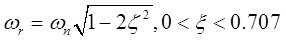 ω_r = ω_n √(1−2ζ²), 0 < ξ < 0.707